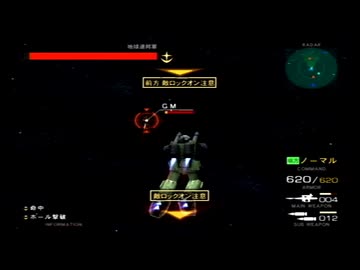 地球連邦軍
RADAR
前方 敵ロックオン注意
GM
ノーマル
COMMAND
620/620
ARMOR
004
MAIN WEAPON
敵ロックオン注意
命中
ボール撃破
INFORMATION
012
SUB WEAPON